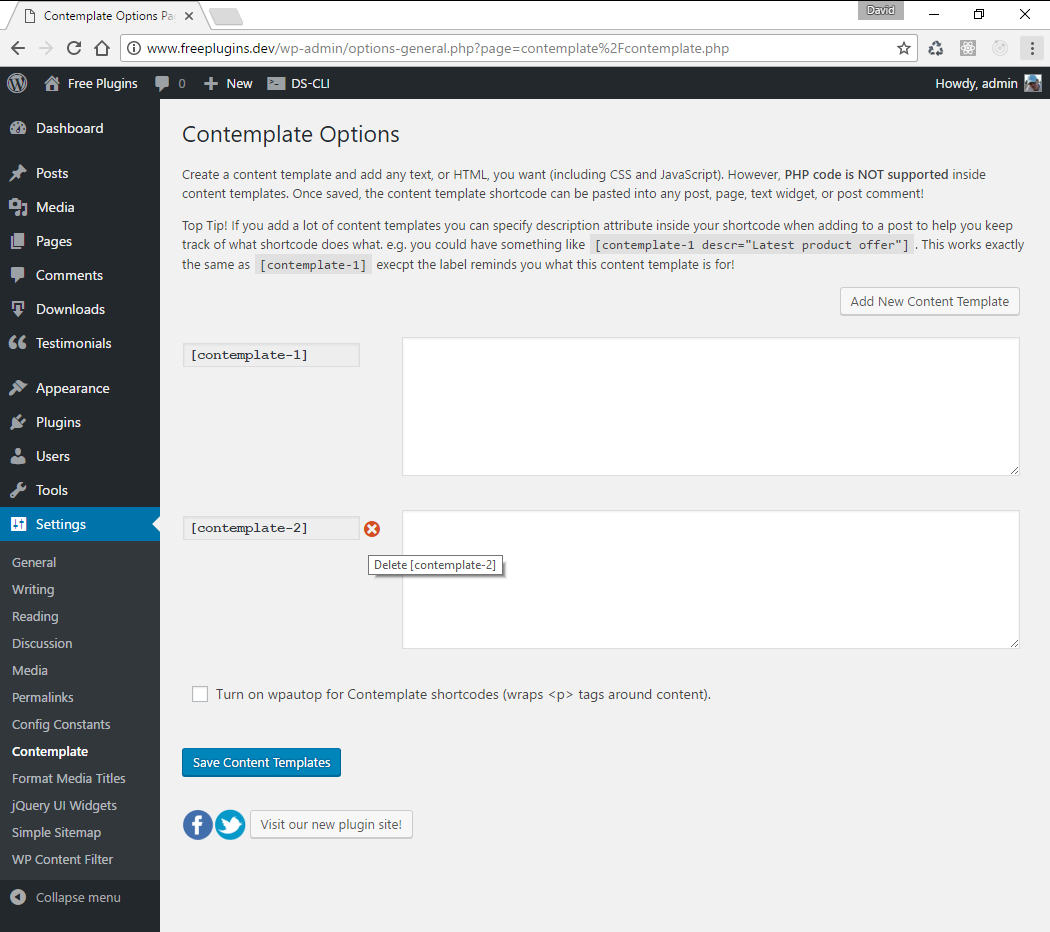 Contemplate Options Pa
David
www.freeplugins.dev/wp-admin/options-general.php?page=contemplate%2Fcontemplate.php
Free Plugins
0
New
DS-CLI
Howdy, admin
Dashboard
Posts
Media
Pages
Comments
Downloads
Testimonials
Appearance
Plugins
Users
Tools
Settings
General
Writing
Reading
Discussion
Media
Permalinks
Config Constants
Contemplate
Format Media Titles
jQuery UI Widgets
Simple Sitemap
WP Content Filter
Collapse menu
Contemplate Options
Create a content template and add any text, or HTML, you want (including CSS and JavaScript). However, PHP code is NOT supported inside
content templates. Once saved, the content template shortcode can be pasted into any post, page, text widget, or post comment!
Top Tip! If you add a lot of content templates you can specify description attribute inside your shortcode when adding to a post to help you keep
track of what shortcode does what. e.g. you could have something like [contemplate-1 descr="Latest product offer"] . This works exactly
the same as [contemplate-1] execpt the label reminds you what this content template is for!
Add New Content Template
[contemplate-1]
[contemplate-2]
Delete [contemplate-2]
Turn on wpautop for Contemplate shortcodes (wraps <p> tags around content).
Save Content Templates
Visit our new plugin site!